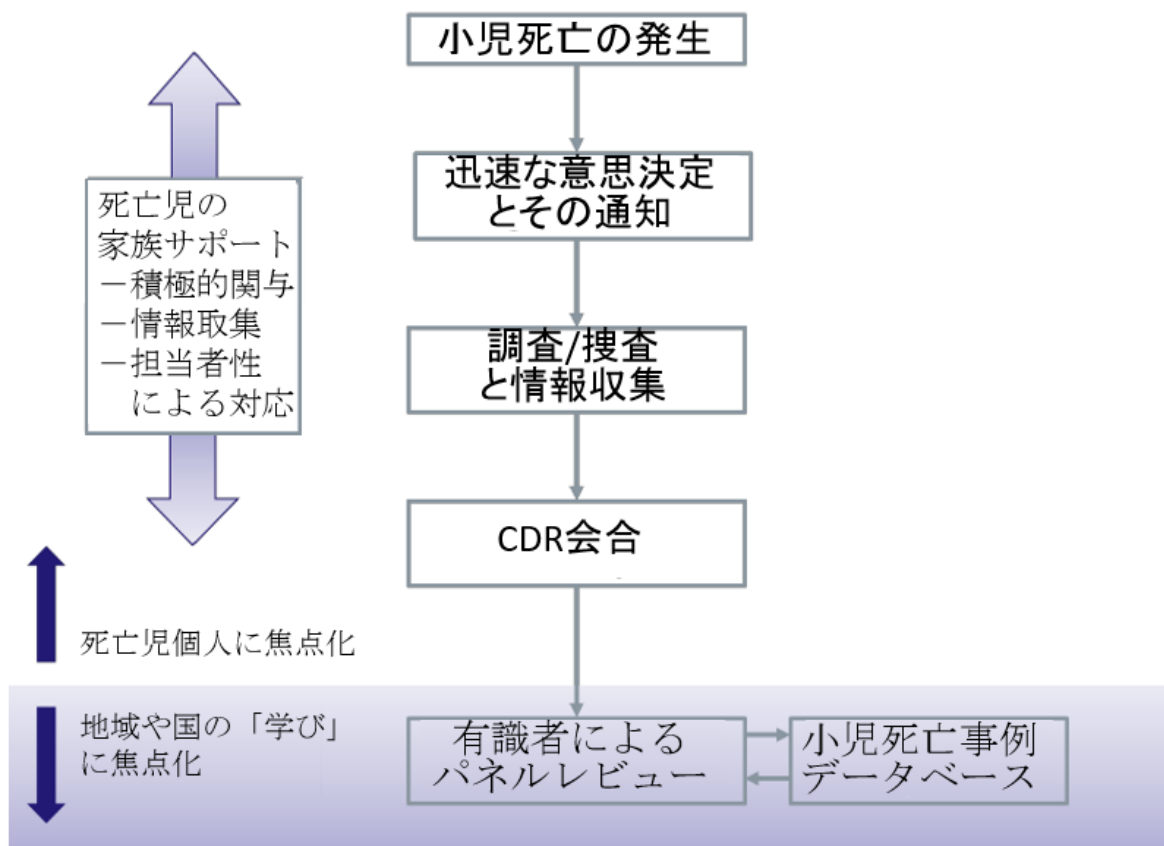 小児死亡の発生
迅速な意思決定
とその通知
死亡児の
家族サポート
－積極的関与
－情報取集
－担当者性
による対応
調査/捜査
と情報収集
CDR会合
死亡児個人に焦点化
地域や国の「学び」
に焦点化
有識者による
パネルレビュー
小児死亡事例
データベース